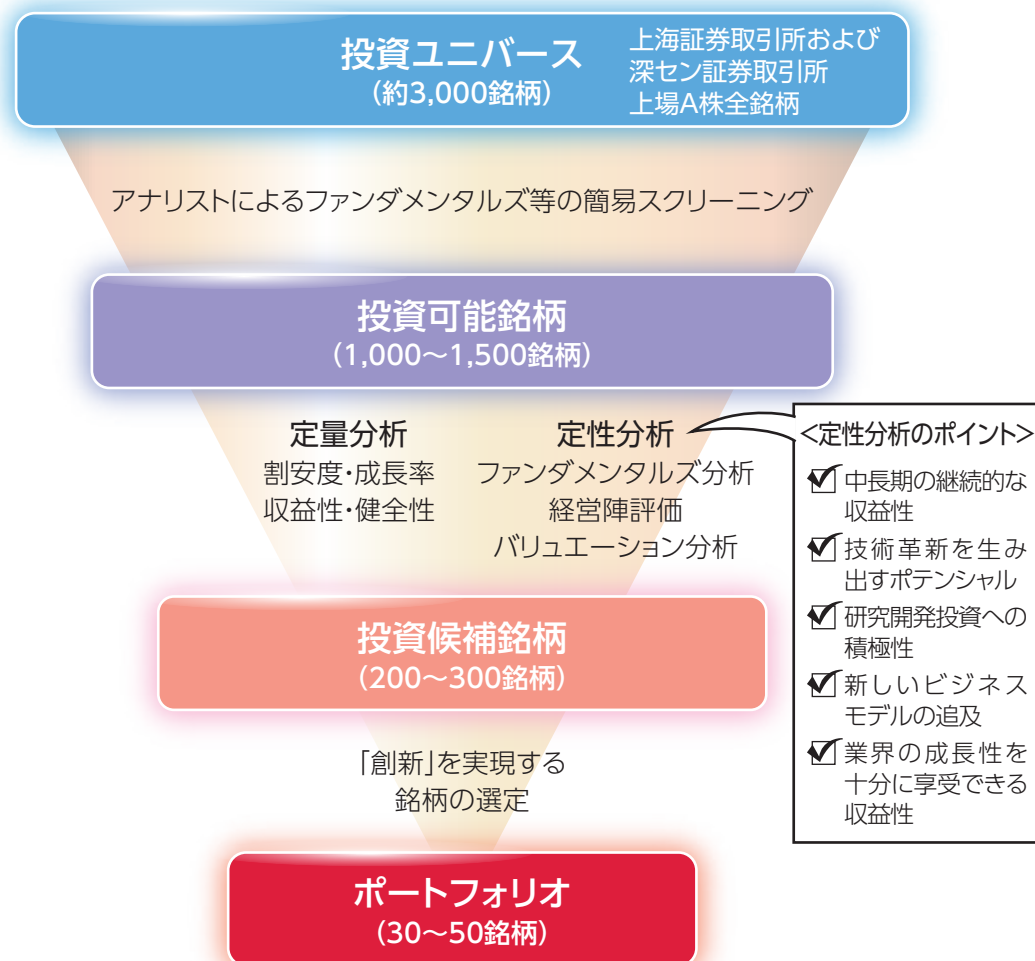 投資ユニバース
(約3,000銘柄)
上海証券取引所および
深セン証券取引所
上場A株全銘柄
アナリストによるファンダメンタルズ等の簡易スクリーニング
投資可能銘柄
(1,000～1,500銘柄)
定量分析
割安度・成長率
収益性・健全性
定性分析
ファンダメンタルズ分析
経営陣評価
バリュエーション分析
<定性分析のポイント>
中長期の継続的な
収益性
技術革新を生み
出すポテンシャル
研究開発投資への
積極性
新しいビジネス
モデルの追及
業界の成長性を
十分に享受できる
収益性
投資候補銘柄
(200～300銘柄)
「創新」を実現する
銘柄の選定
ポートフォリオ
(30～50銘柄)